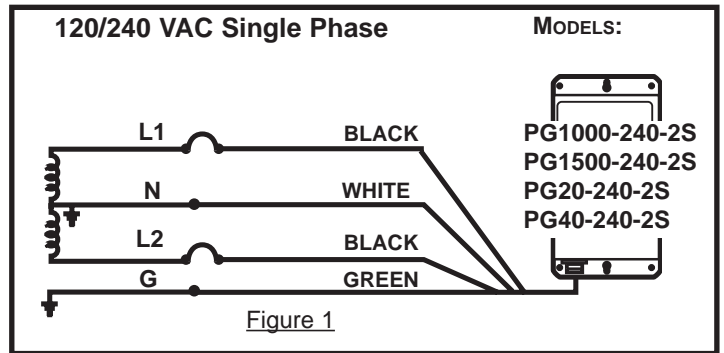 120/240 VAC Single Phase
MODELS:
L1 BLACK
N WHITE
L2 BLACK
G GREEN
PG1000-240-2S
PG1500-240-2S
PG20-240-2S
PG40-240-2S
Figure 1